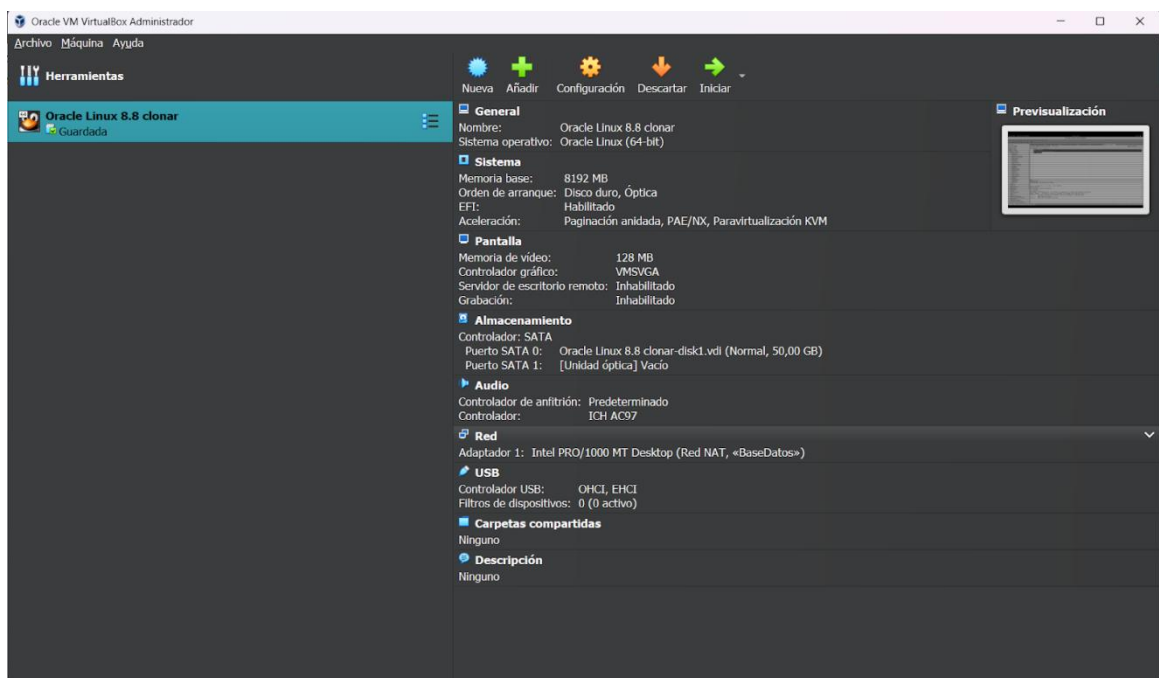 Oracle VM VirtualBox Administrador
Archivo Máquina Ayuda
Herramientas
Oracle Linux 8.8 clonar
Guardada
Nueva Añadir Configuración Descartar Iniciar
General
Nombre: Oracle Linux 8.8 clonar
Sistema operativo: Oracle Linux (64-bit)
Sistema
Memoria base: 8192 MB
Orden de arranque: Disco duro, Óptica
EFI: Habilitado
Aceleración: Paginación anidada, PAE/NX, Paravirtualización KVM
Pantalla
Memoria de vídeo: 128 MB
Controlador gráfico: VMSVGA
Servidor de escritorio remoto: Inhabilitado
Grabación: Inhabilitado
Almacenamiento
Controlador: SATA
Puerto SATA 0: Oracle Linux 8.8 clonar-disk1.vdi (Normal, 50,00 GB)
Puerto SATA 1: [Unidad óptica] Vacío
Audio
Controlador de anfitrión: Predeterminado
Controlador: ICH AC97
Red
Adaptador 1: Intel PRO/1000 MT Desktop (Red NAT, «BaseDatos»)
USB
Controlador USB: OHCI, EHCI
Filtros de dispositivos: 0 (0 activo)
Carpetas compartidas
Ninguno
Descripción
Ninguno
Previsualización